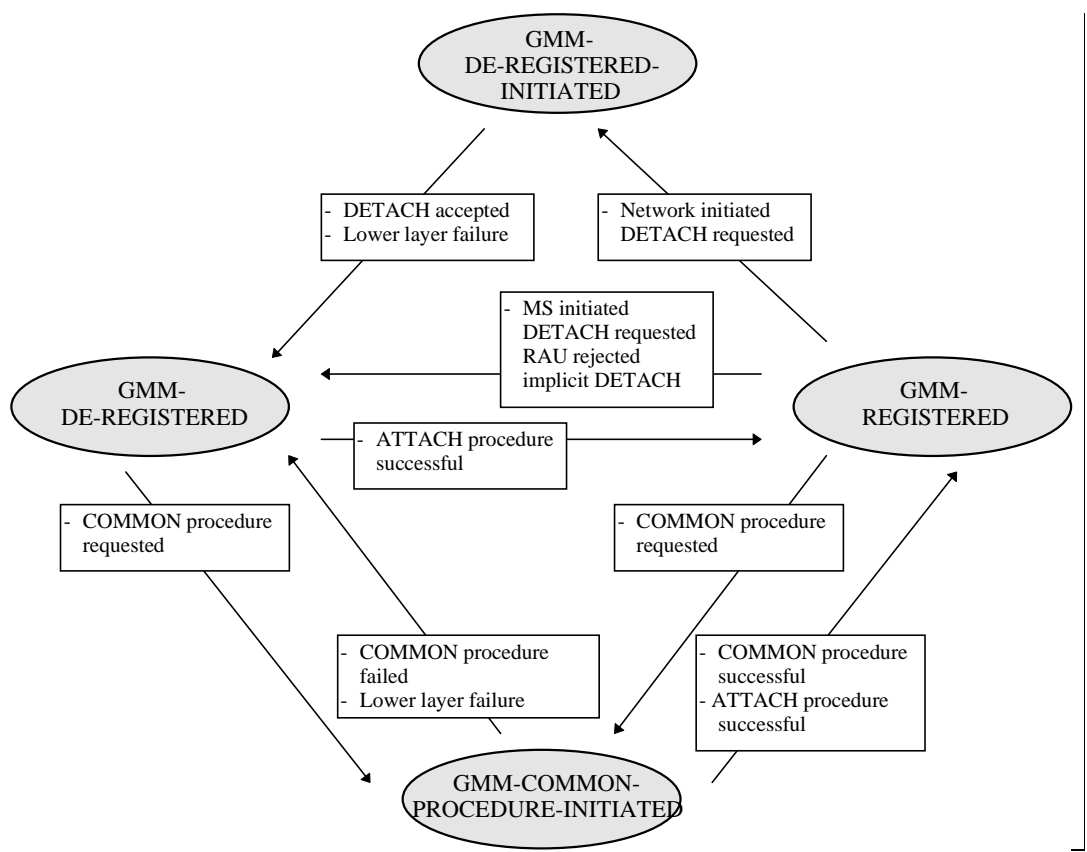 GMM-
DE-REGISTERED-
INITIATED
- DETACH accepted
- Lower layer failure
- Network initiated
DETACH requested
- MS initiated
DETACH requested
RAU rejected
implicit DETACH
GMM-
DE-REGISTERED
GMM-
REGISTERED
- ATTACH procedure
successful
- COMMON procedure
requested
- COMMON procedure
requested
- COMMON procedure
failed
- Lower layer failure
- COMMON procedure
successful
- ATTACH procedure
successful
GMM-COMMON-
PROCEDURE-INITIATED